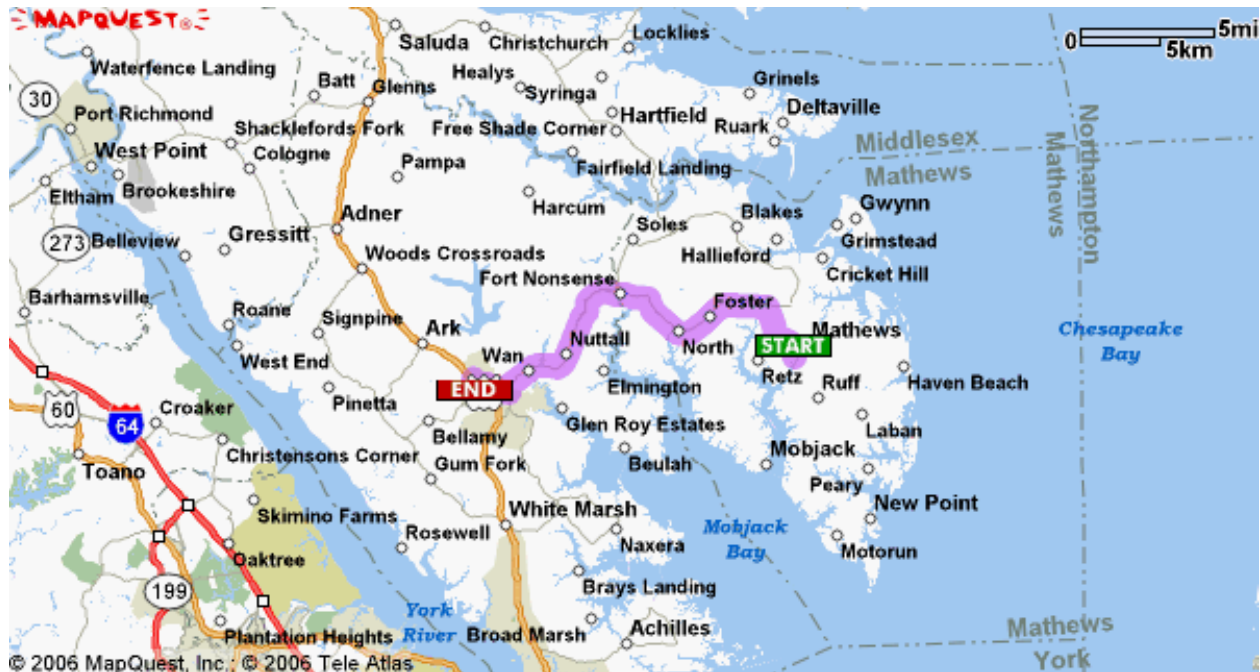 MAPQUEST®
Saluda
Christchurch
Locklies
0
5mi
5km
Waterfence Landing
Batt
Glenns
Healys
Syringa
Grinels
30
Port Richmond
Hartfield
Deltaville
Shacklefords Fork
Free Shade Corner
Ruark
West Point
Cologne
Pampa
Fairfield Landing
Middlesex
Mathews
Mathews
Northampton
Eltham
Brookeshire
Harcum
Adner
Soles
Blakes
Gwynn
273
Belleview
Gressitt
Woods Crossroads
Hallieford
Grimstead
Fort Nonsense
Cricket Hill
Barhamsville
Roane
Signpine
Ark
Foster
Mathews
Chesapeake
Bay
West End
Wan
Nuttall
North
START
Retz
Haven Beach
60
Croaker
Pinetta
END
Elmington
Ruff
64
Bellamy
Glen Roy Estates
Laban
Toano
Christensons Corner
Gum Fork
Beulah
Mobjack
Peary
Skimino Farms
White Marsh
New Point
Rosewell
Naxera
Mobjack
Bay
Motorun
Oaktree
199
Brays Landing
York
River
Plantation Heights
Broad Marsh
Achilles
Mathews
York
© 2006 MapQuest, Inc.; © 2006 Tele Atlas